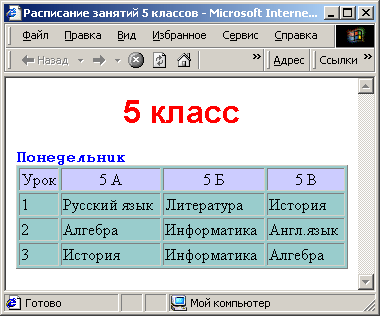 Расписание занятий 5 классов - Microsoft Interne...
Файл Правка Вид Избранное Сервис Справка
Назад » Адрес Ссылки »
5 класс
Понедельник
Урок 5 А 5 Б 5 В
1 Русский язык Литература История
2 Алгебра Информатика Англ.язык
3 История Информатика Алгебра
Готово Мой компьютер